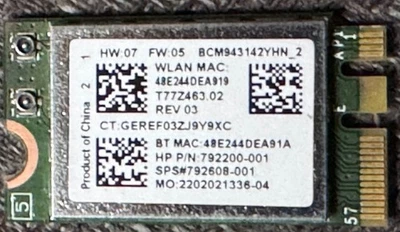 HW:07 FW:05 BCM943142YHN_2
WLAN MAC:
48E244DEA919
T77Z463.02
REV 03
CT:GEREF03ZJ9Y9XC
BT MAC:48E244DEA91A
HP P/N:792200-001
SPS#792608-001
MO:2202021336-04
Product of China 2 1
5
57